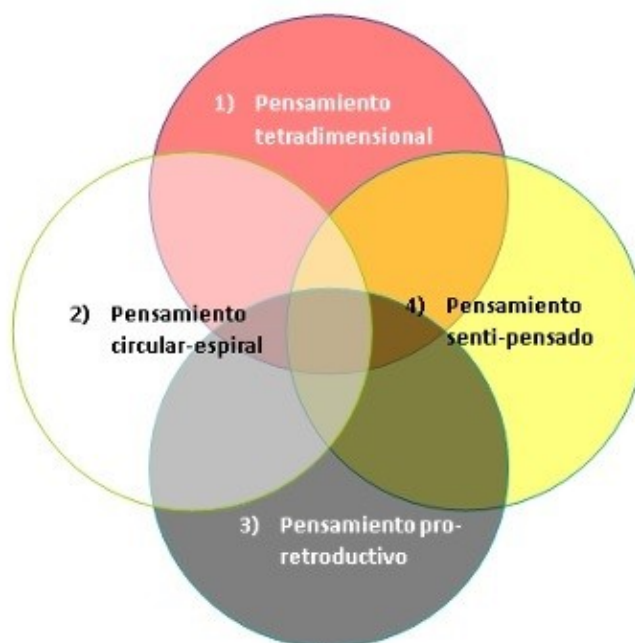 1) Pensamiento
tetradimensional
2) Pensamiento
circular-espiral
4) Pensamiento
senti-pensado
3) Pensamiento pro-
retroductivo